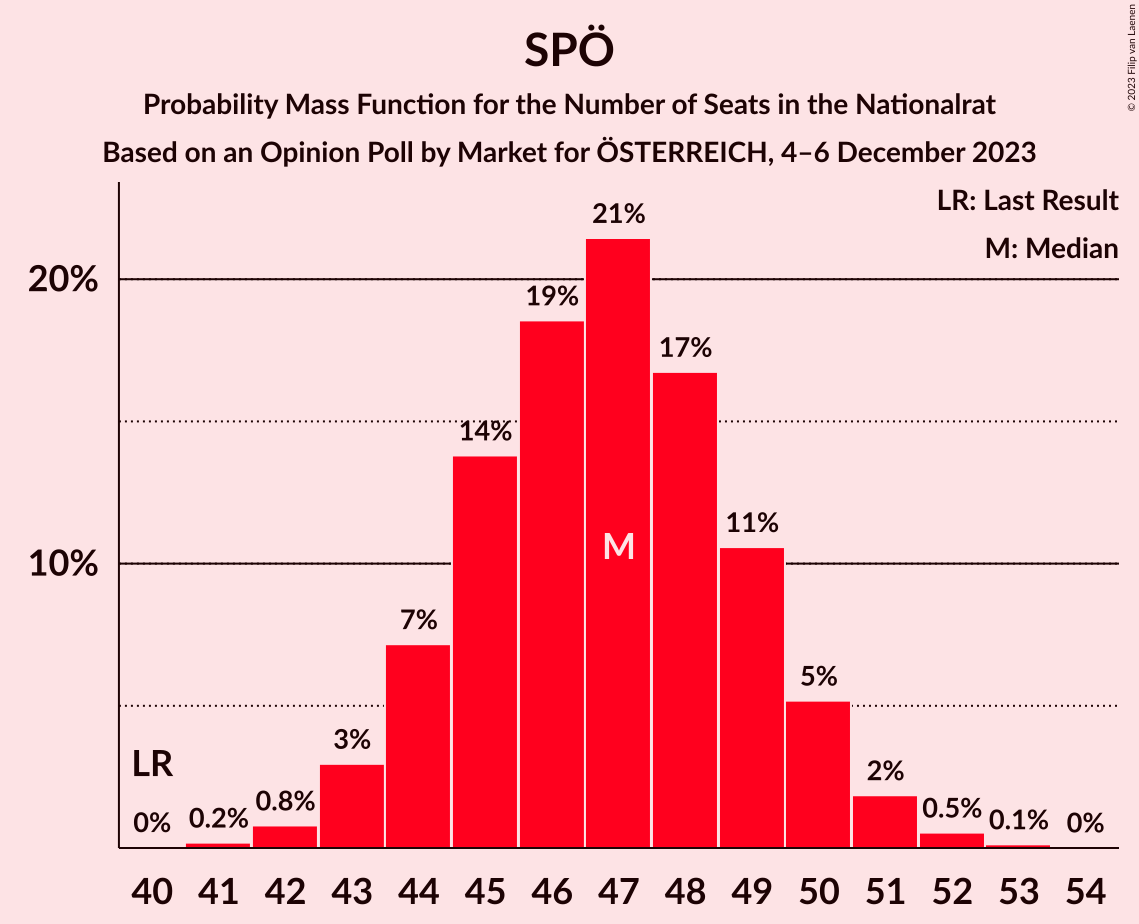 SPÖ
Probability Mass Function for the Number of Seats in the Nationalrat
Based on an Opinion Poll by Market for ÖSTERREICH, 4–6 December 2023
© 2023 Filip van Laenen
LR: Last Result
M: Median
20%
10%
LR
0%
0.2%
0.8%
3%
7%
14%
19%
21%
M
17%
11%
5%
2%
0.5%
0.1%
0%
40 41 42 43 44 45 46 47 48 49 50 51 52 53 54